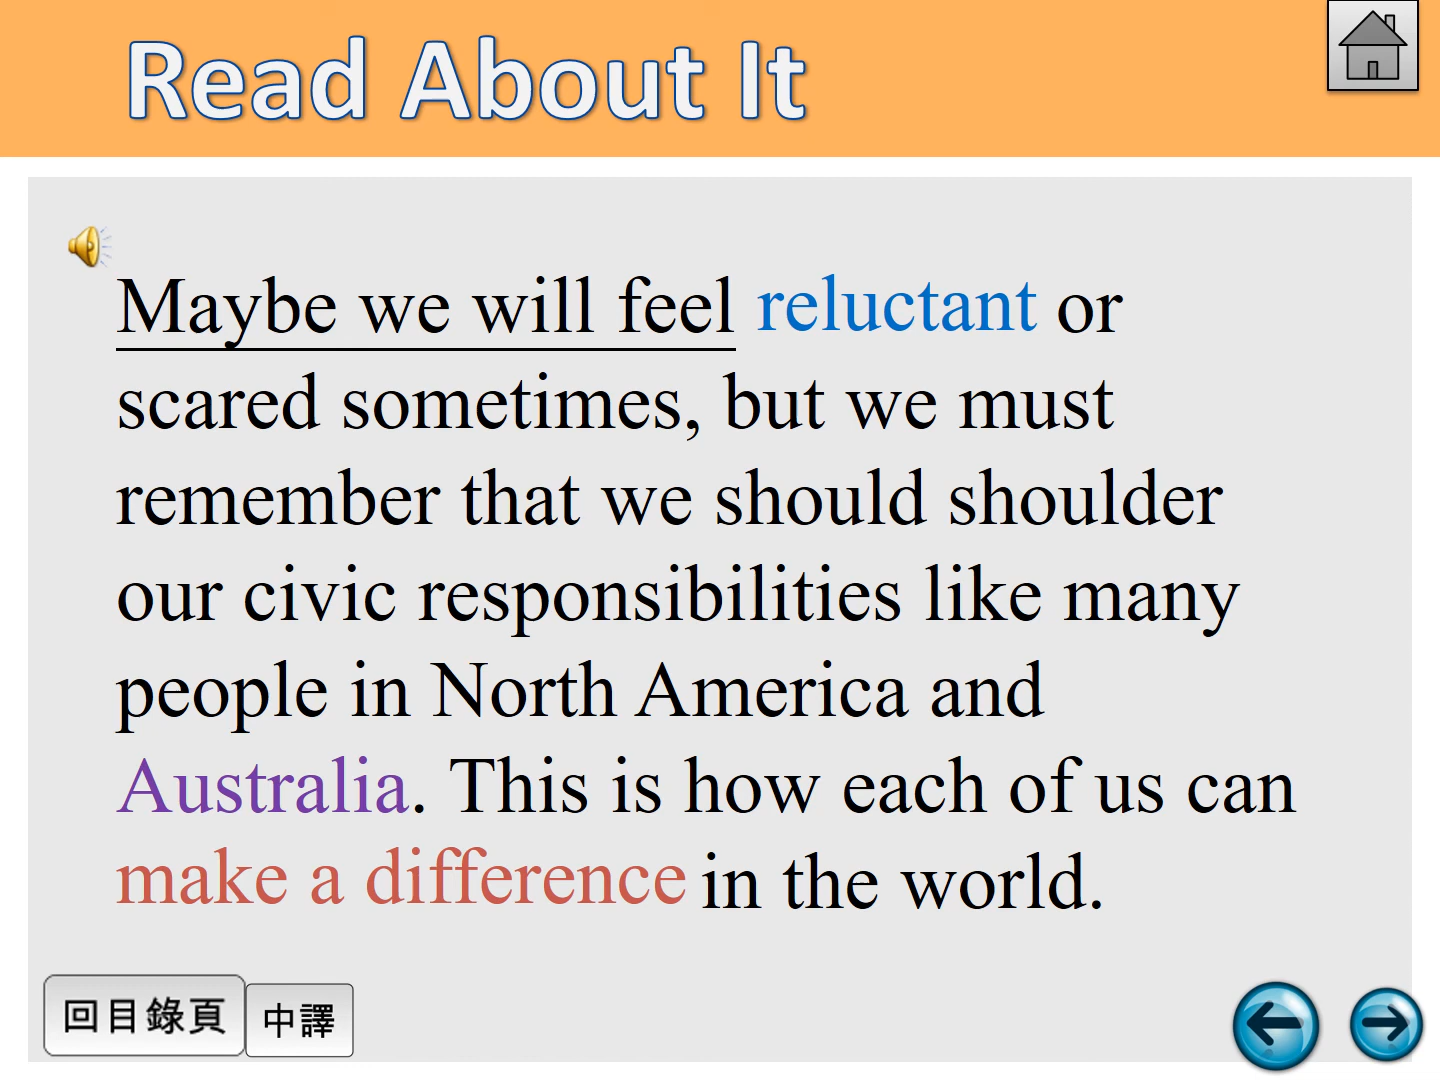 Read About It
Maybe we will feel reluctant or
scared sometimes, but we must
remember that we should shoulder
our civic responsibilities like many
people in North America and
Australia. This is how each of us can
make a difference in the world.
回目錄頁
中譯